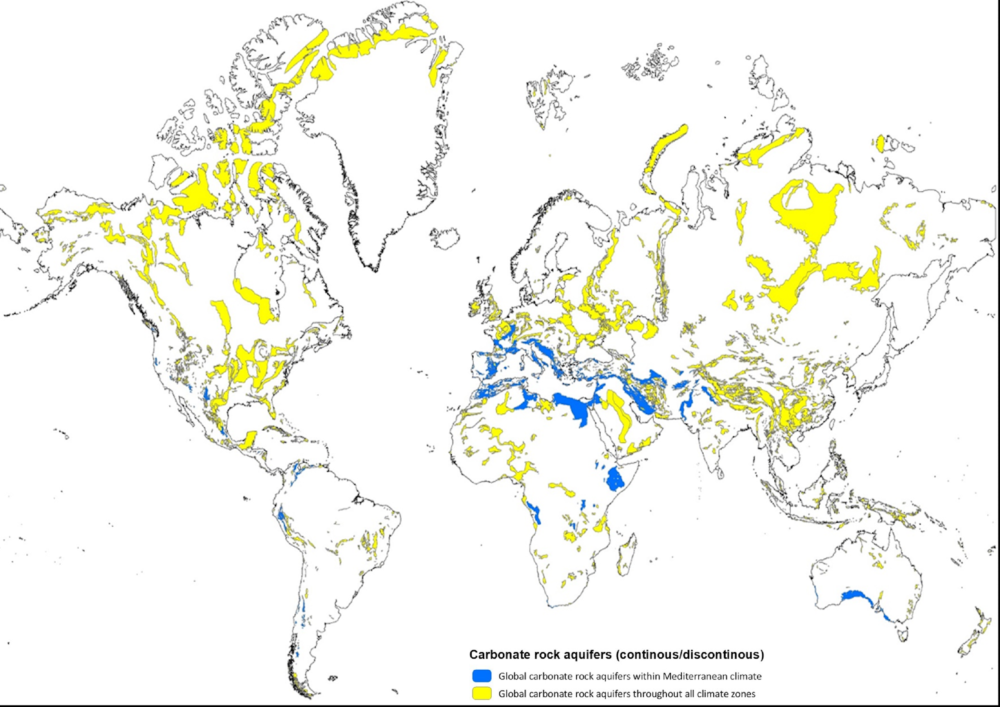 Carbonate rock aquifers (continous/discontinous)
Global carbonate rock aquifers within Mediterranean climate
Global carbonate rock aquifers throughout all climate zones